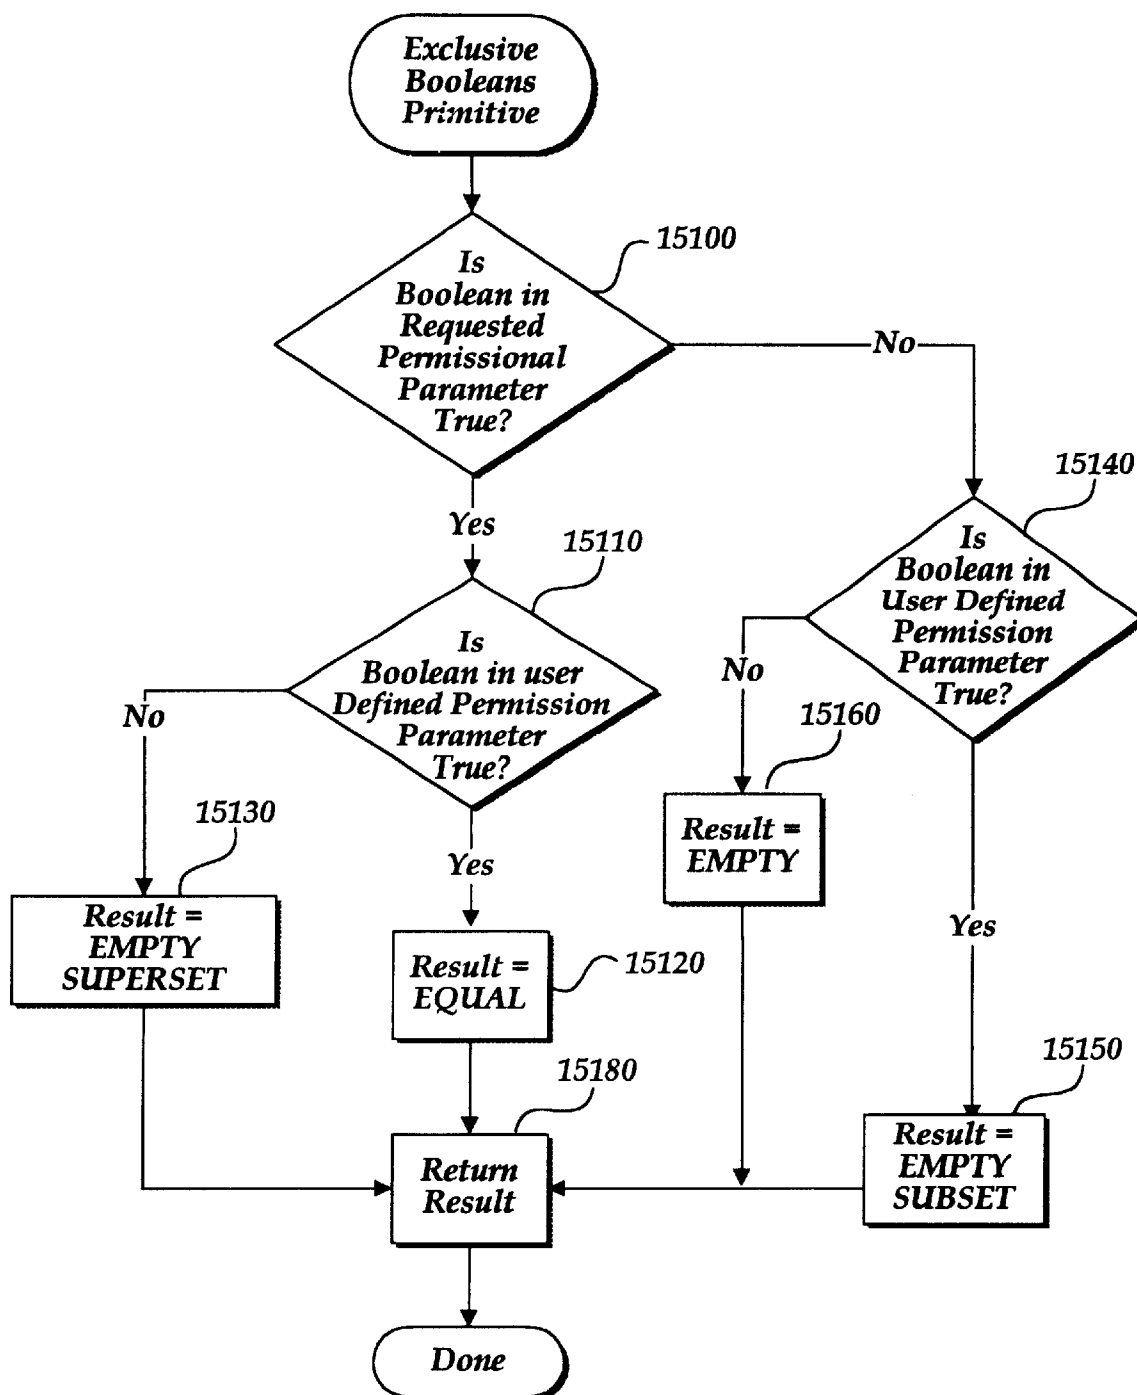 Exclusive
Booleans
Primitive
15100
Is
Boolean in
Requested
Permissional
Parameter
True?
No
Yes
15140
Is
Boolean in
User Defined
Permission
Parameter
True?
15110
Is
Boolean in user
Defined Permission
Parameter
True?
No
No
15160
Result =
EMPTY
15130
Result =
EMPTY
SUPERSET
Yes
Yes
Result =
EQUAL
15120
15180
Return
Result
15150
Result =
EMPTY
SUBSET
Done